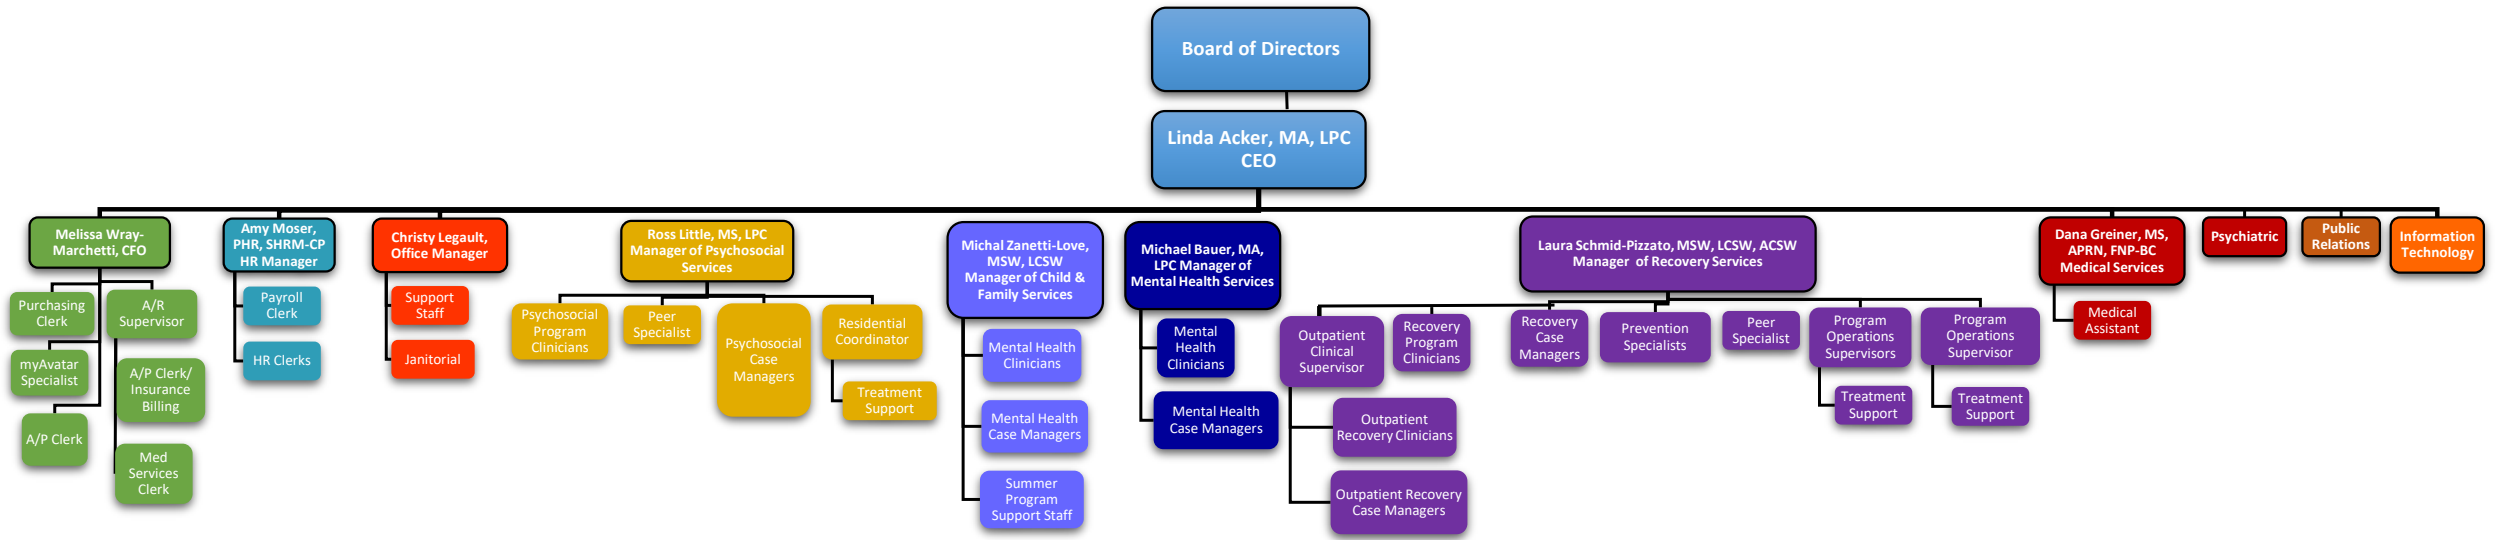 Board of Directors
Linda Acker, MA, LPC
CEO
Melissa Wray-
Marchetti, CFO
Purchasing
Clerk
A/R
Supervisor
myAvatar
Specialist
A/P Clerk/
Insurance
Billing
A/P Clerk
Med
Services
Clerk
Amy Moser,
PHR, SHRM-CP
HR Manager
Payroll
Clerk
HR Clerks
Christy Legault,
Office Manager
Support
Staff
Janitorial
Ross Little, MS, LPC
Manager of Psychosocial
Services
Psychosocial
Program
Clinicians
Peer
Specialist
Psychosocial
Case
Managers
Residential
Coordinator
Treatment
Support
Michal Zanetti-Love,
MSW, LCSW
Manager of Child &
Family Services
Mental Health
Clinicians
Mental Health
Case Managers
Summer
Program
Support Staff
Michael Bauer, MA,
LPC Manager of
Mental Health Services
Mental
Health
Clinicians
Mental Health
Case Managers
Laura Schmid-Pizzato, MSW, LCSW, ACSW
Manager of Recovery Services
Outpatient
Clinical
Supervisor
Outpatient
Recovery Clinicians
Outpatient Recovery
Case Managers
Recovery
Program
Clinicians
Recovery
Case
Managers
Prevention
Specialists
Peer
Specialist
Program
Operations
Supervisors
Treatment
Support
Program
Operations
Supervisor
Treatment
Support
Dana Greiner, MS,
APRN, FNP-BC
Medical Services
Medical
Assistant
Psychiatric
Public
Relations
Information
Technology